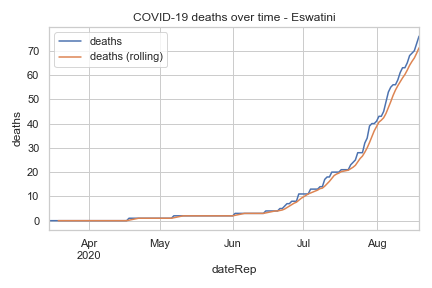 COVID-19 deaths over time - Eswatini
deaths
deaths (rolling)
deaths
70
60
50
40
30
20
10
0
Apr
2020
May
Jun
Jul
Aug
dateRep